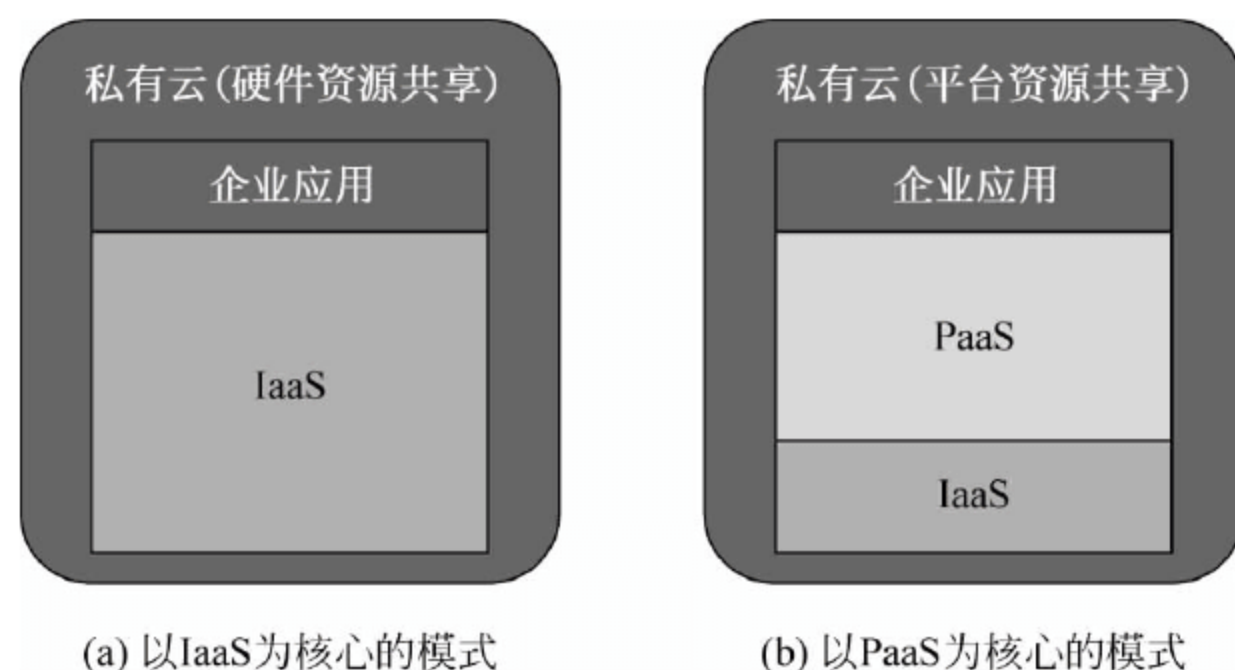 私有云(硬件资源共享)
企业应用
IaaS
(a) 以IaaS为核心的模式
私有云(平台资源共享)
企业应用
PaaS
IaaS
(b) 以PaaS为核心的模式